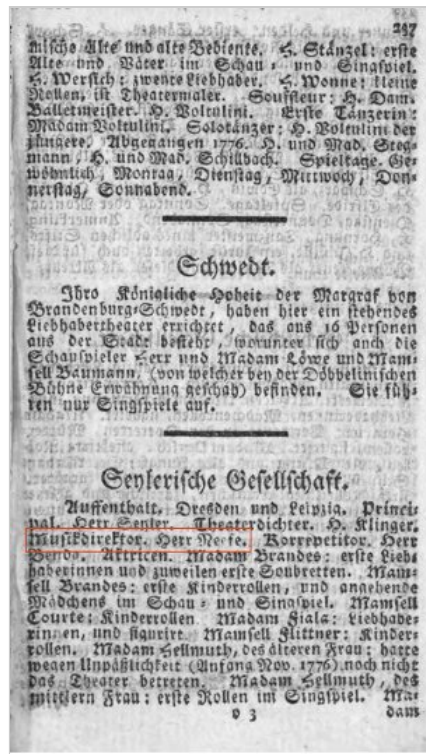 247
mische Alte und alte Bediente. H. Stänzel: erste
Alte und Väter im Schau- und Singspiel.
H. Wersich: zwente Liebhaber. H. Wonne: kleine
Rollen, ist Theatermaler. Souffleur: H. Dam.
Balletmeister. H. Voltulini. Erste Tänzerin:
Madam Voltulini. Solotänzer: H. Voltulini der
jüngere. Abgegangen 1776. H. und Mad. Steg-
mann, H. und Mad. Schilbach. Spieltage. Ge-
wöhnlich, Montag, Dienstag, Mittwoch, Don-
nerstag, Sonnabend.
Schwedt.
Ihro Königliche Hoheit der Margraf von
Brandenburg-Schwedt, haben hier ein stehendes
Liebhabertheater errichtet, das aus 16 Personen
aus der Stadt besteht, worunter sich auch die
Schauspieler Herr und Madam Löwe und Mam-
sell Baumann, (von welcher bey der Döbbelinischen
Bühne Erwähnung geschah) befinden. Sie füh-
ren nur Singspiele auf.
Seylerische Gesellschaft.
Auffenthalt. Dresden und Leipzig. Princi-
pal. Herr Seyler. Theaterdichter. H. Klinger.
Musikdirektor. Herr Neefe. Korrepetitor. Herr
Benda. Aktricen. Madam Brandes: erste Lieb-
haberinnen und zuweilen erste Soubretten. Mam-
sell Brandes: erste Kinderrollen, und angehende
Mädchens im Schau- und Singspiel. Mamsell
Courte: Kinderrollen. Madam Fiala: Liebhabe-
rinnen, und figurirt. Mamsell Flittner: Kinder-
rollen. Madam Hellmuth, des älteren Frau: hatte
wegen Unpäßlichkeit (Anfang Nov. 1776) noch nicht
das Theater betreten. Madam Hellmuth, des
mittlern Frau: erste Rollen im Singspiel. Ma-
Q 3 dam